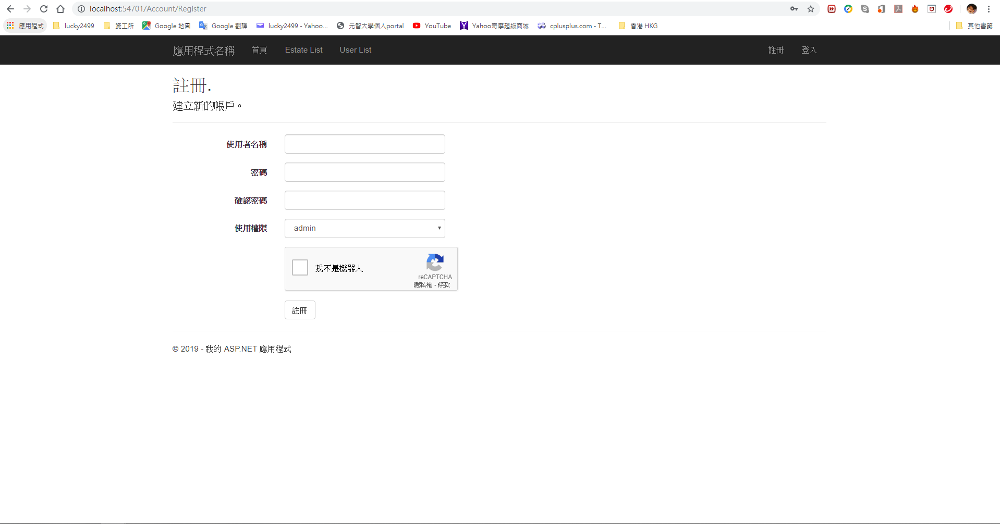 localhost:54701/Account/Register
應用程式 lucky2499 資工所 Google 地圖 Google 翻譯 lucky2499 - Yahoo... 元智大學個人portal YouTube Yahoo奇摩超級商城 cplusplus.com - T... 香港 HKG 其他書籤
應用程式名稱 首頁 Estate List User List 註冊 登入
註冊.
建立新的帳戶。
使用者名稱
密碼
確認密碼
使用權限 admin
我不是機器人
reCAPTCHA
隱私權 - 條款
註冊
© 2019 - 我的 ASP.NET 應用程式